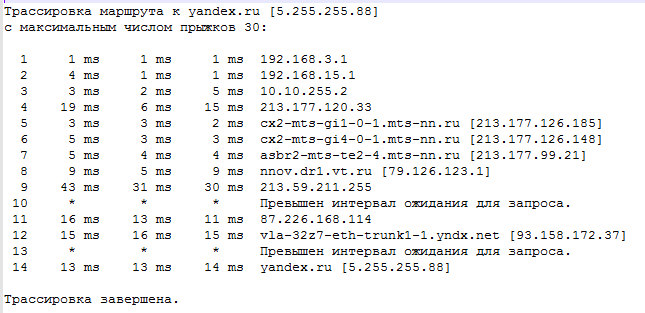 Трассировка маршрута к yandex.ru [5.255.255.88]
с максимальным числом прыжков 30:
1 1 ms 1 ms 1 ms 192.168.3.1
2 4 ms 1 ms 1 ms 192.168.15.1
3 3 ms 2 ms 5 ms 10.10.255.2
4 19 ms 6 ms 15 ms 213.177.120.33
5 3 ms 3 ms 2 ms cx2-mts-gi1-0-1.mts-nn.ru [213.177.126.185]
6 5 ms 3 ms 3 ms cx2-mts-gi4-0-1.mts-nn.ru [213.177.126.148]
7 5 ms 4 ms 4 ms asbr2-mts-te2-4.mts-nn.ru [213.177.99.21]
8 9 ms 5 ms 9 ms nnov.dr1.vt.ru [79.126.123.1]
9 43 ms 31 ms 30 ms 213.59.211.255
10 * * * Превышен интервал ожидания для запроса.
11 16 ms 13 ms 11 ms 87.226.168.114
12 15 ms 16 ms 15 ms vla-32z7-eth-trunk1-1.yndx.net [93.158.172.37]
13 * * * Превышен интервал ожидания для запроса.
14 13 ms 13 ms 14 ms yandex.ru [5.255.255.88]
Трассировка завершена.